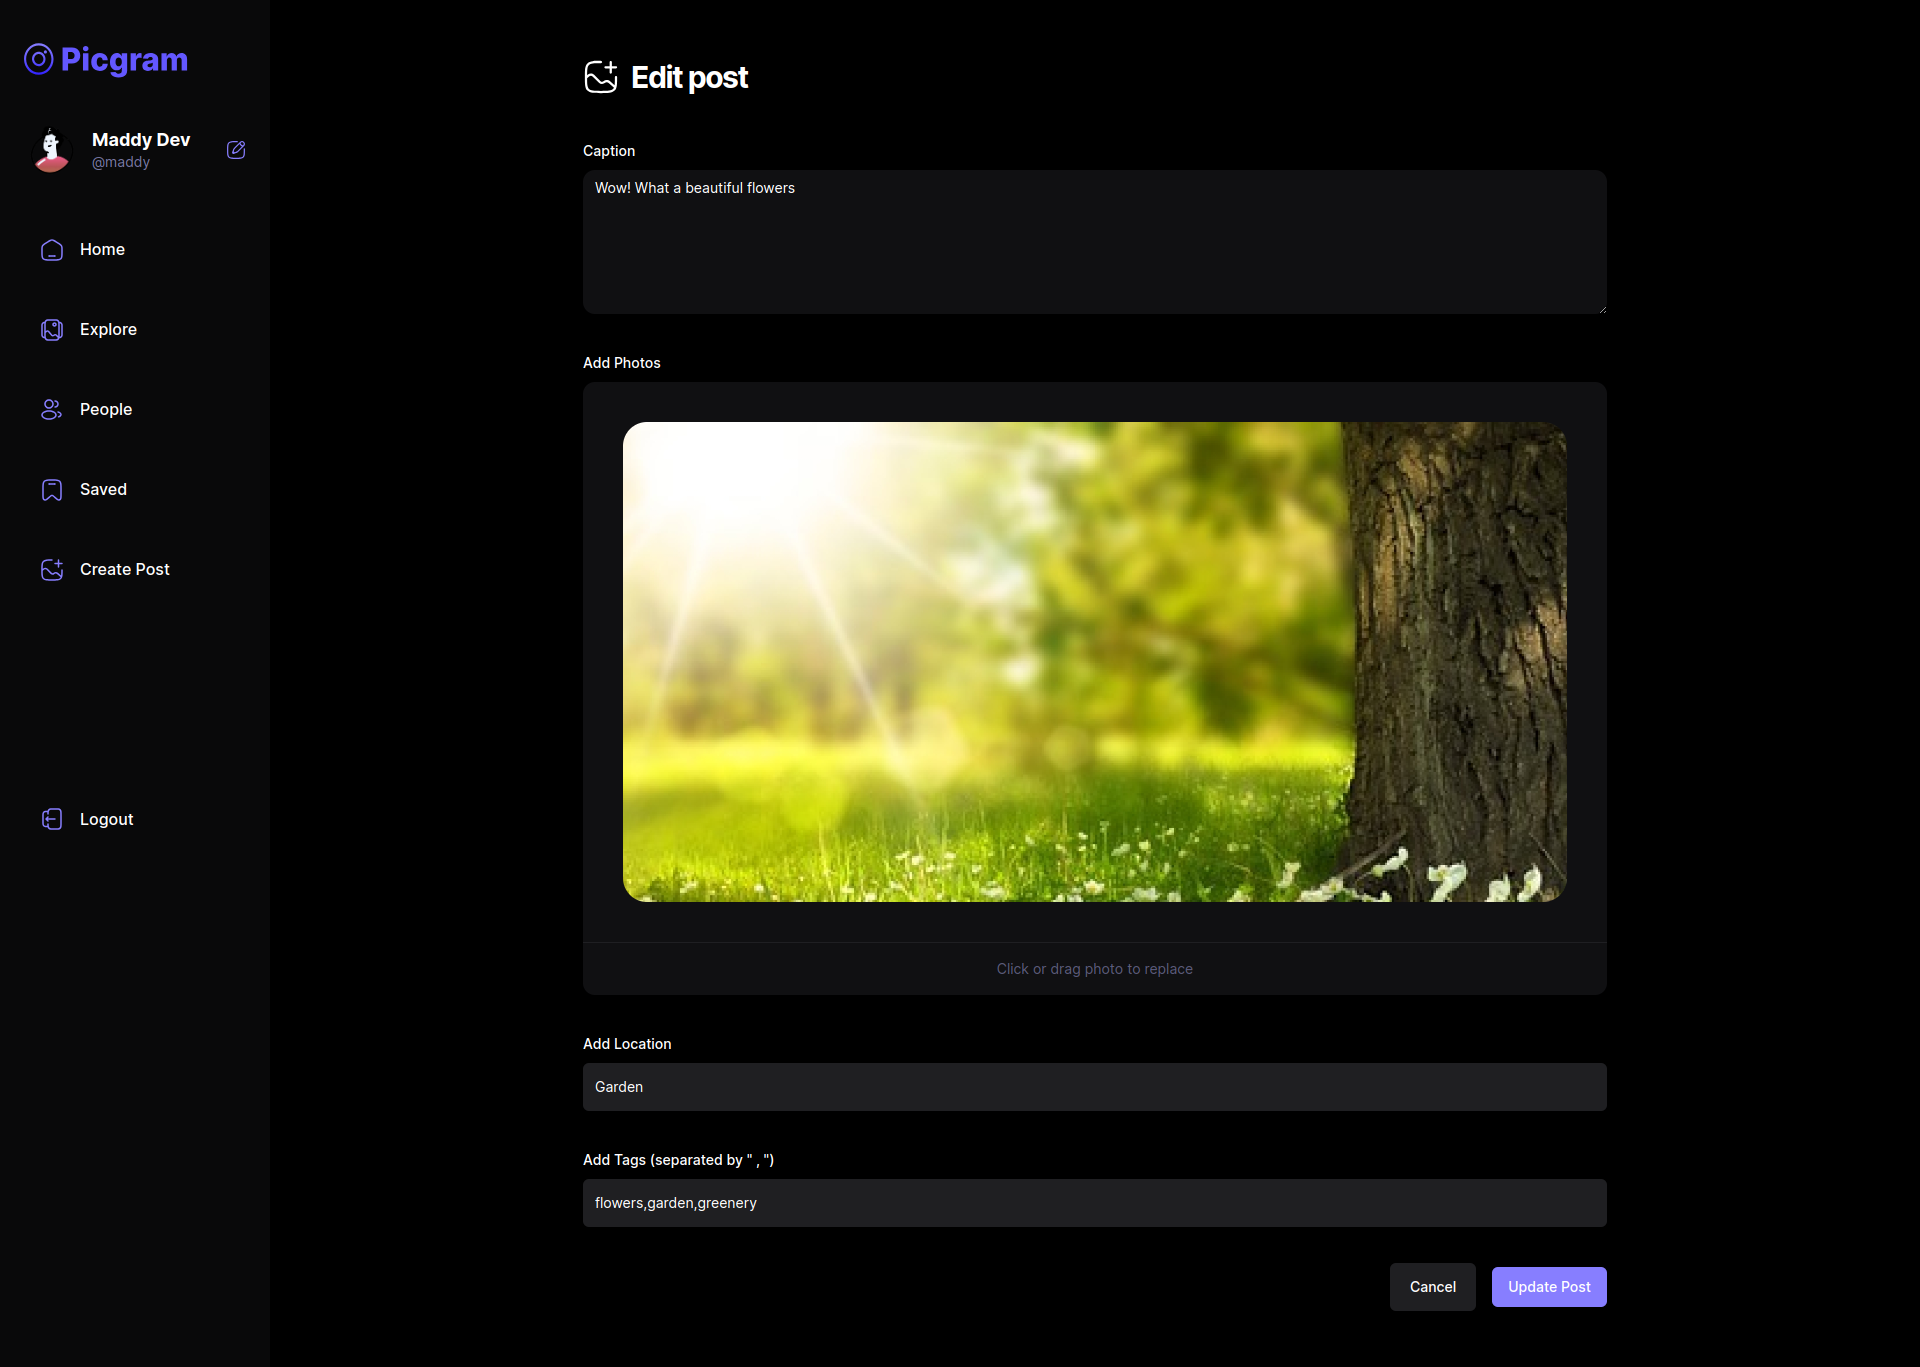 Picgram
Maddy Dev
@maddy
Home
Explore
People
Saved
Create Post
Logout
Edit post
Caption
Wow! What a beautiful flowers
Add Photos
Click or drag photo to replace
Add Location
Garden
Add Tags (separated by " , ")
flowers,garden,greenery
Cancel
Update Post